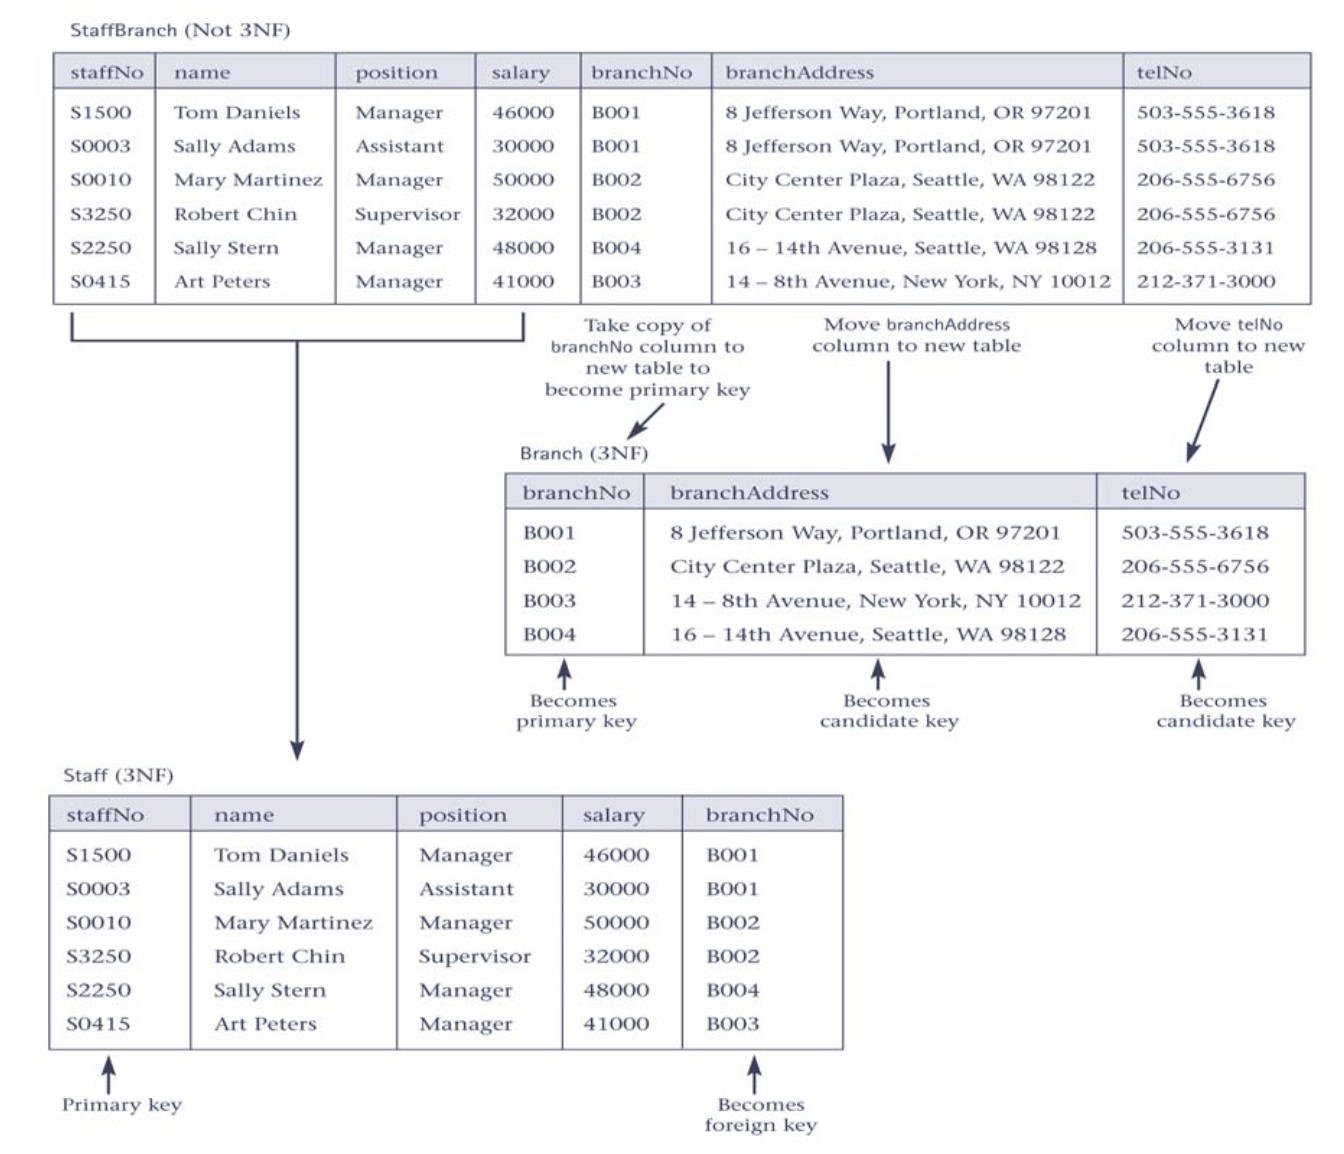 StaffBranch (Not 3NF)
staffNo name position salary branchNo branchAddress telNo
S1500 Tom Daniels Manager 46000 B001 8 Jefferson Way, Portland, OR 97201 503-555-3618
S0003 Sally Adams Assistant 30000 B001 8 Jefferson Way, Portland, OR 97201 503-555-3618
S0010 Mary Martinez Manager 50000 B002 City Center Plaza, Seattle, WA 98122 206-555-6756
S3250 Robert Chin Supervisor 32000 B002 City Center Plaza, Seattle, WA 98122 206-555-6756
S2250 Sally Stern Manager 48000 B004 16 – 14th Avenue, Seattle, WA 98128 206-555-3131
S0415 Art Peters Manager 41000 B003 14 – 8th Avenue, New York, NY 10012 212-371-3000
Take copy of
branchNo column to
new table to
become primary key
Move branchAddress
column to new table
Move telNo
column to new
table
Branch (3NF)
branchNo branchAddress telNo
B001 8 Jefferson Way, Portland, OR 97201 503-555-3618
B002 City Center Plaza, Seattle, WA 98122 206-555-6756
B003 14 – 8th Avenue, New York, NY 10012 212-371-3000
B004 16 – 14th Avenue, Seattle, WA 98128 206-555-3131
Becomes
primary key
Becomes
candidate key
Becomes
candidate key
Staff (3NF)
staffNo name position salary branchNo
S1500 Tom Daniels Manager 46000 B001
S0003 Sally Adams Assistant 30000 B001
S0010 Mary Martinez Manager 50000 B002
S3250 Robert Chin Supervisor 32000 B002
S2250 Sally Stern Manager 48000 B004
S0415 Art Peters Manager 41000 B003
Primary key
Becomes
foreign key